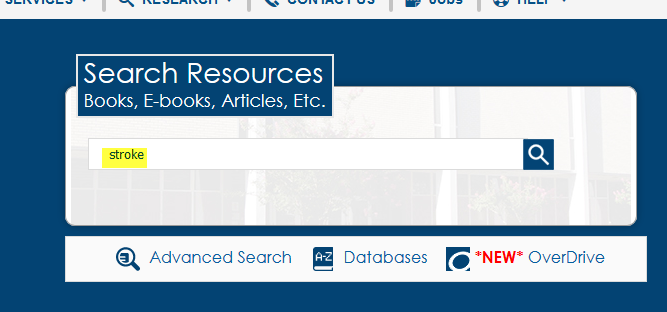 SERVICES RESEARCH CONTACT US Jobs HELP
Search Resources
Books, E-books, Articles, Etc.
stroke
Advanced Search A-Z Databases *NEW* OverDrive